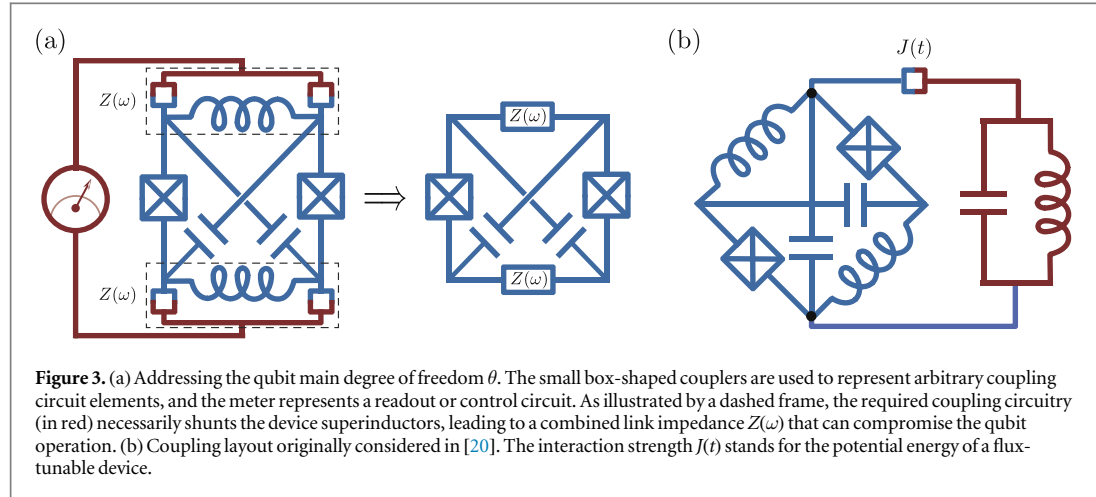 (a)
(b)
J(t)
Z(ω)
Z(ω)
Z(ω)
Z(ω)
Figure 3. (a) Addressing the qubit main degree of freedom θ. The small box-shaped couplers are used to represent arbitrary coupling
circuit elements, and the meter represents a readout or control circuit. As illustrated by a dashed frame, the required coupling circuitry
(in red) necessarily shunts the device superinductors, leading to a combined link impedance Z(ω) that can compromise the qubit
operation. (b) Coupling layout originally considered in [20]. The interaction strength J(t) stands for the potential energy of a flux-
tunable device.